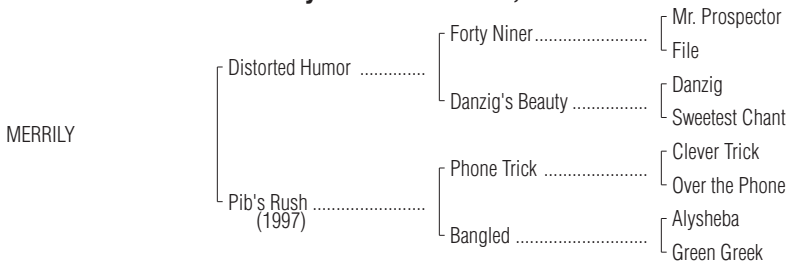 Mr. Prospector
Forty Niner
File
Distorted Humor
Danzig
Danzig's Beauty
Sweetest Chant
MERRILY
Clever Trick
Phone Trick
Over the Phone
Pib's Rush
(1997)
Alysheba
Bangled
Green Greek